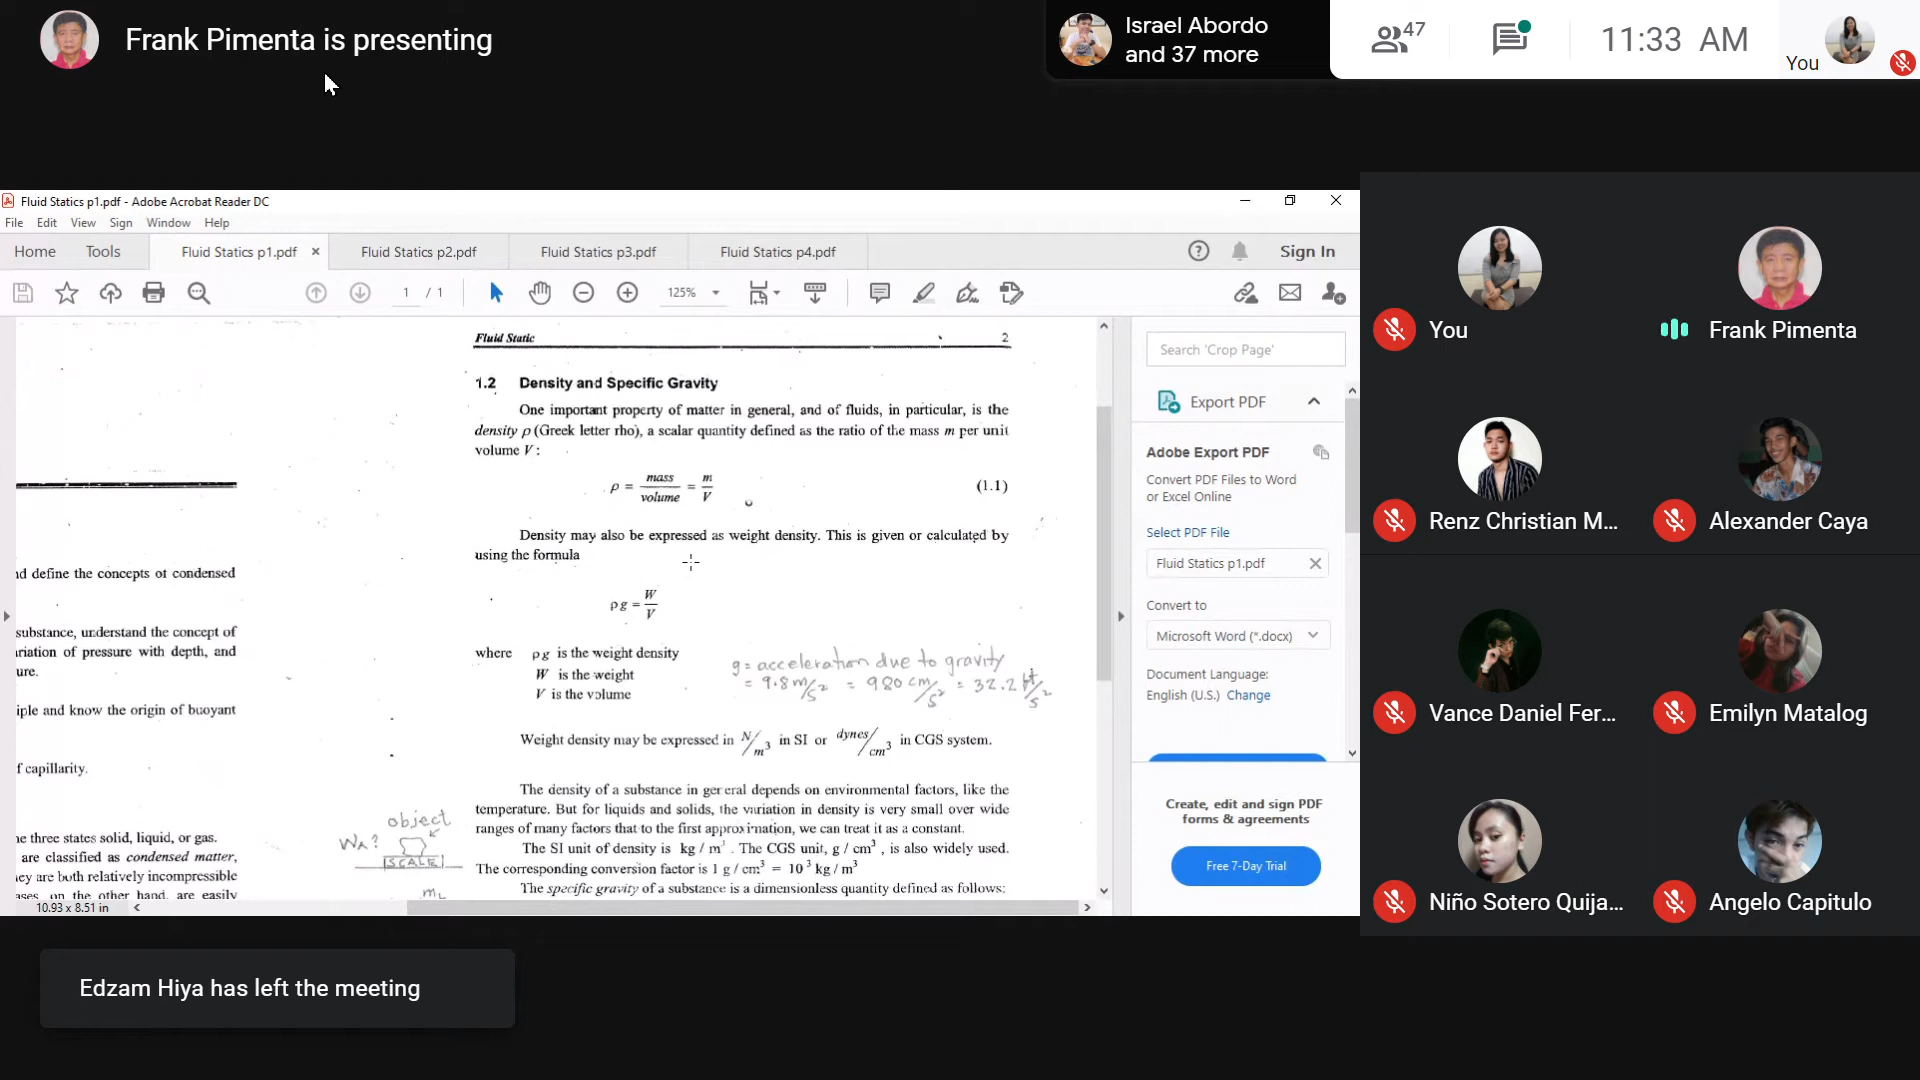 Frank Pimenta is presenting
Israel Abordo
and 37 more
47
11:33 AM
You
Fluid Statics p1.pdf - Adobe Acrobat Reader DC
File Edit View Sign Window Help
Home Tools Fluid Statics p1.pdf × Fluid Statics p2.pdf Fluid Statics p3.pdf Fluid Statics p4.pdf Sign In
1 / 1 125%
Fluid Static 2
1.2 Density and Specific Gravity
One important property of matter in general, and of fluids, in particular, is the
density ρ (Greek letter rho), a scalar quantity defined as the ratio of the mass m per unit
volume V :
ρ = mass / volume = m / V (1.1)
Density may also be expressed as weight density. This is given or calculated by
using the formula
ρg = W / V
where ρg is the weight density
W is the weight
V is the volume
g = acceleration due to gravity
= 9.8 m/s² = 980 cm/s² = 32.2 ft/s²
Weight density may be expressed in N/m³ in SI or dynes/cm³ in CGS system.
The density of a substance in general depends on environmental factors, like the
temperature. But for liquids and solids, the variation in density is very small over wide
ranges of many factors that to the first approximation, we can treat it as a constant.
The SI unit of density is kg / m³. The CGS unit, g / cm³, is also widely used.
The corresponding conversion factor is 1 g / cm³ = 10³ kg / m³
The specific gravity of a substance is a dimensionless quantity defined as follows:
nd define the concepts of condensed
substance, understand the concept of
riation of pressure with depth, and
ure.
iple and know the origin of buoyant
f capillarity.
object
WA?
SCALE
mL
ne three states solid, liquid, or gas.
are classified as condensed matter,
ey are both relatively incompressible
ases, on the other hand, are easily
10.93 x 8.51 in
Search 'Crop Page'
Export PDF
Adobe Export PDF
Convert PDF Files to Word
or Excel Online
Select PDF File
Fluid Statics p1.pdf
Convert to
Microsoft Word (*.docx)
Document Language:
English (U.S.) Change
Create, edit and sign PDF
forms & agreements
Free 7-Day Trial
You
Frank Pimenta
Renz Christian M...
Alexander Caya
Vance Daniel Fer...
Emilyn Matalog
Niño Sotero Quija...
Angelo Capitulo
Edzam Hiya has left the meeting